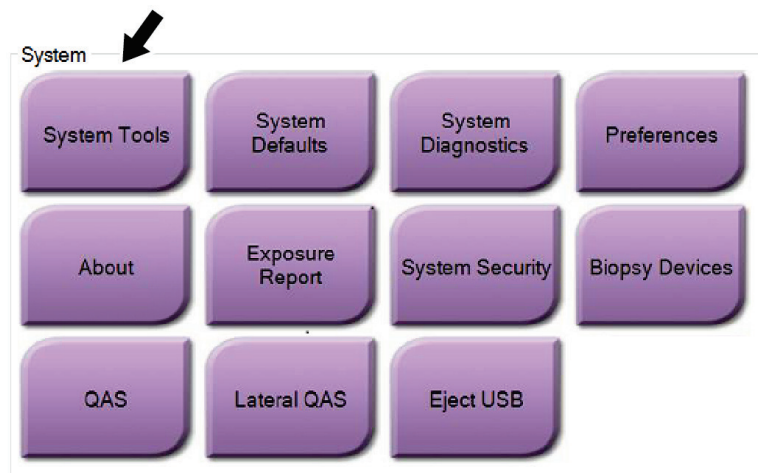 System
System Tools
System
Defaults
System
Diagnostics
Preferences
About
Exposure
Report
System Security
Biopsy Devices
QAS
Lateral QAS
Eject USB